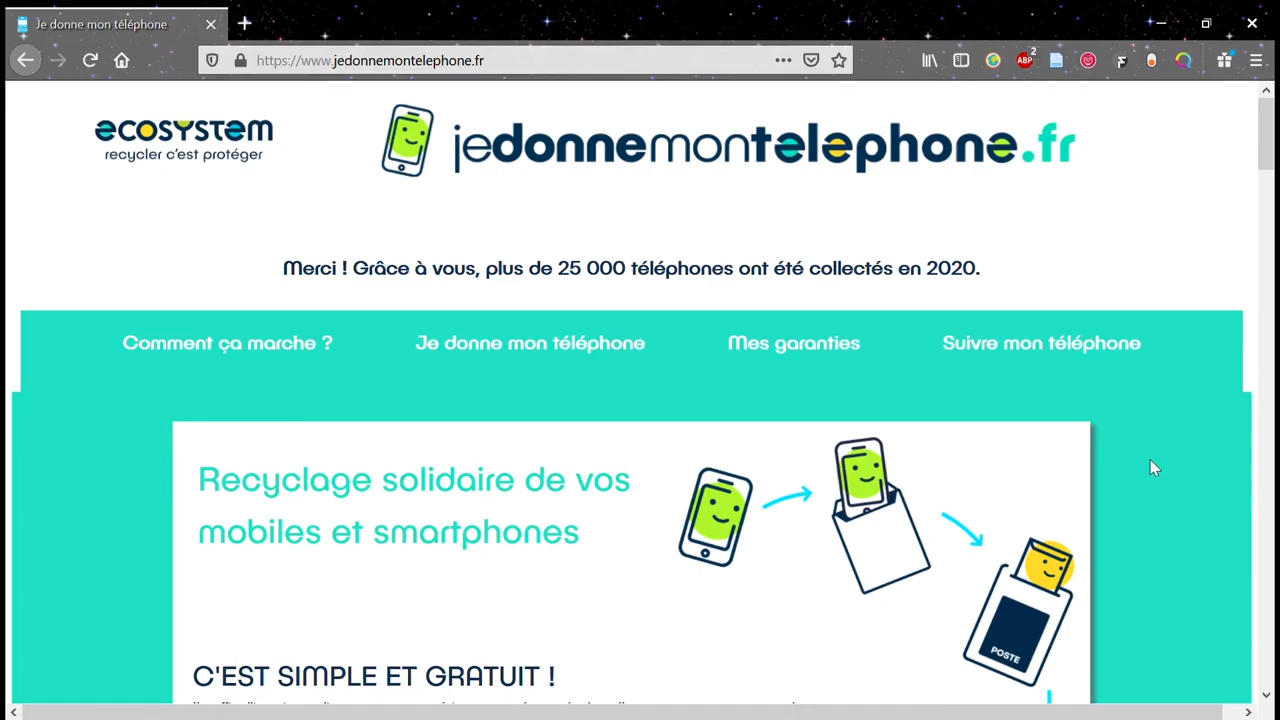 Je donne mon téléphone
https://www.jedonnemontelephone.fr
ABP
2
ecosystem
recycler c'est protéger
jedonnemontelephone.fr
Merci ! Grâce à vous, plus de 25 000 téléphones ont été collectés en 2020.
Comment ça marche ?
Je donne mon téléphone
Mes garanties
Suivre mon téléphone
Recyclage solidaire de vos
mobiles et smartphones
POSTE
C'EST SIMPLE ET GRATUIT !